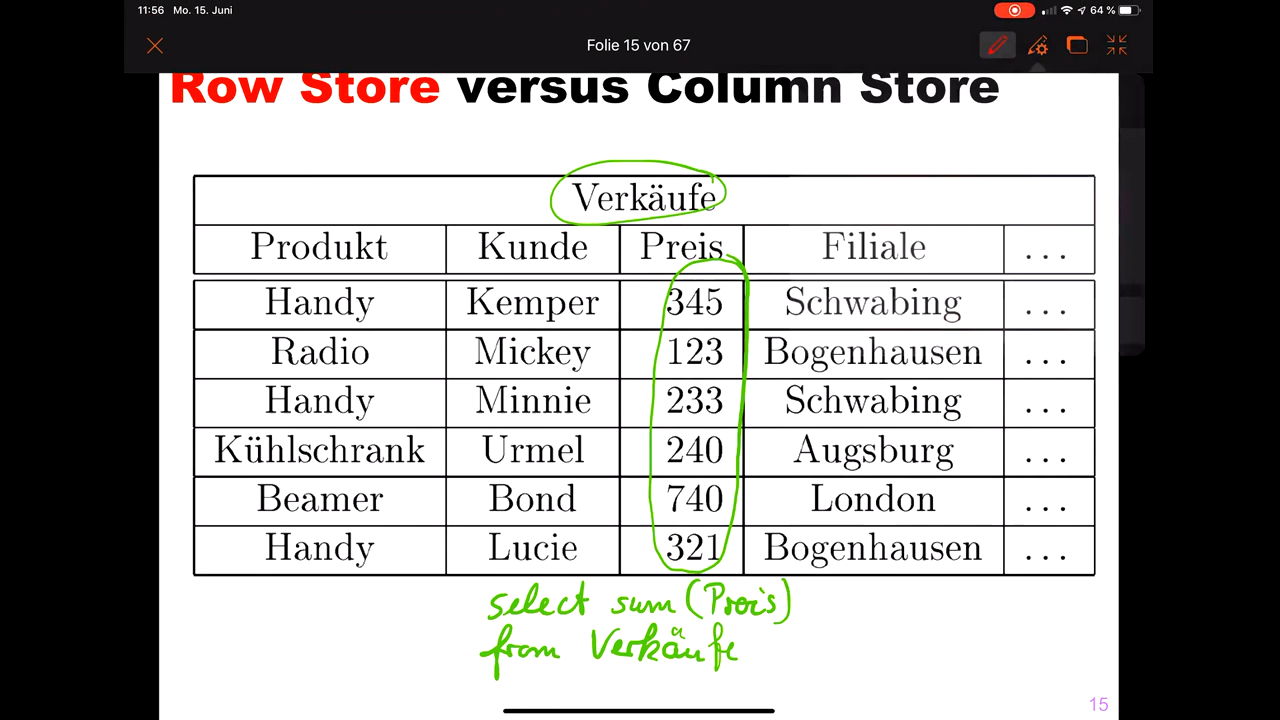 11:56 Mo. 15. Juni 64 %
Folie 15 von 67
Row Store versus Column Store
Verkäufe
Produkt Kunde Preis Filiale ...
Handy Kemper 345 Schwabing ...
Radio Mickey 123 Bogenhausen ...
Handy Minnie 233 Schwabing ...
Kühlschrank Urmel 240 Augsburg ...
Beamer Bond 740 London ...
Handy Lucie 321 Bogenhausen ...
select sum (Preis)
from Verkäufe
15